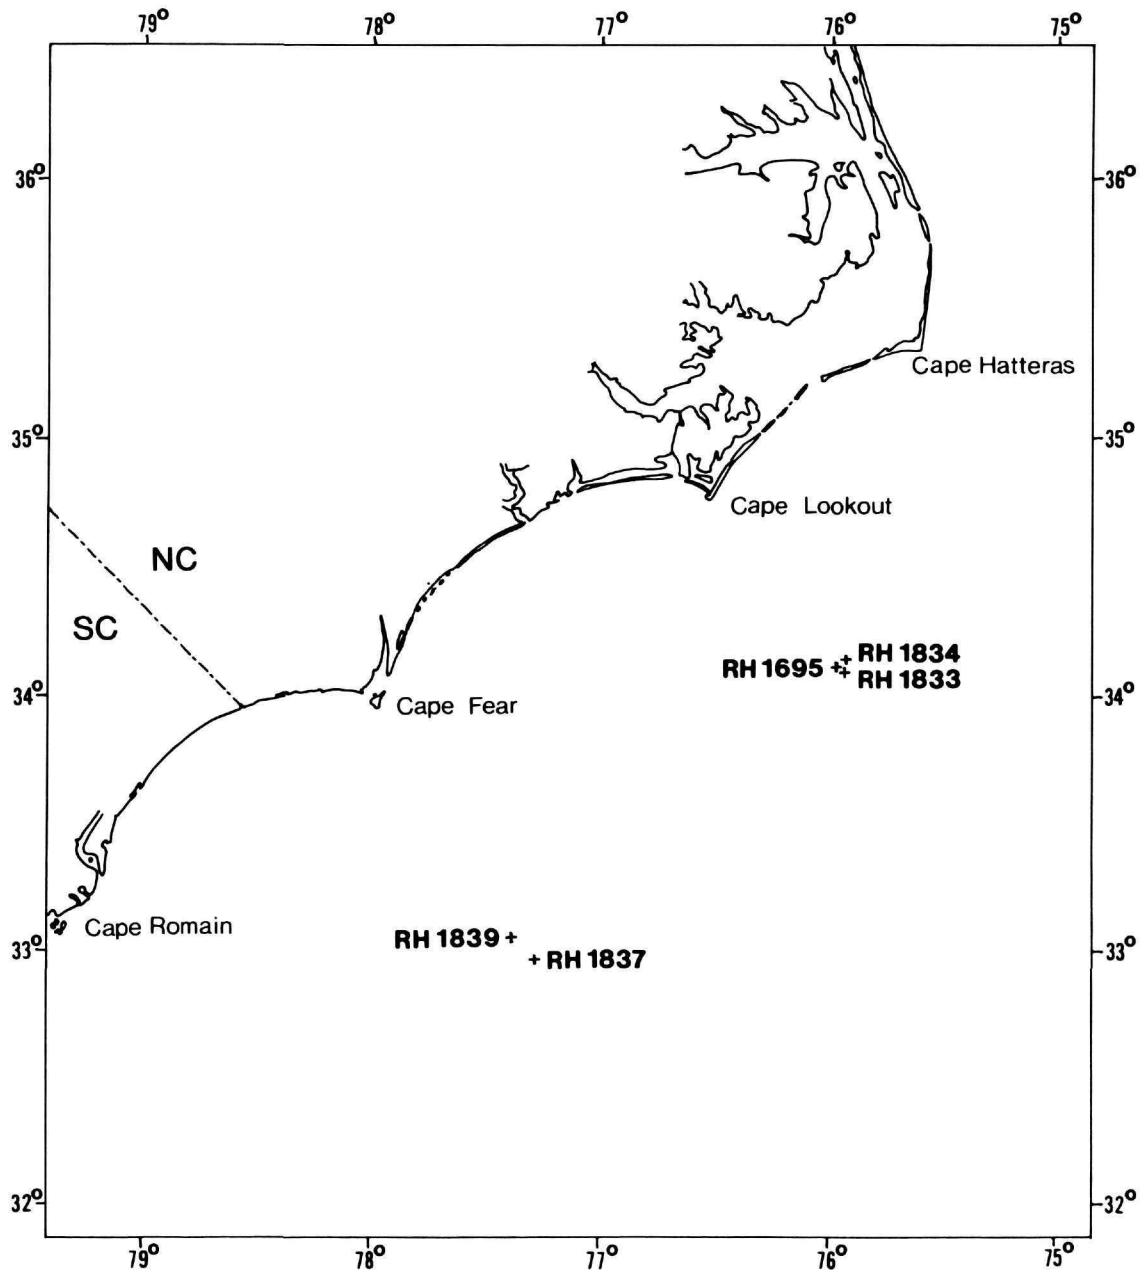 79° 78° 77° 76° 75°
36° 36°
Cape Hatteras
35° 35°
Cape Lookout
NC
SC
RH 1834
RH 1695
RH 1833
34° 34°
Cape Fear
Cape Romain
RH 1839
33° 33°
RH 1837
32° 32°
79° 78° 77° 76° 75°